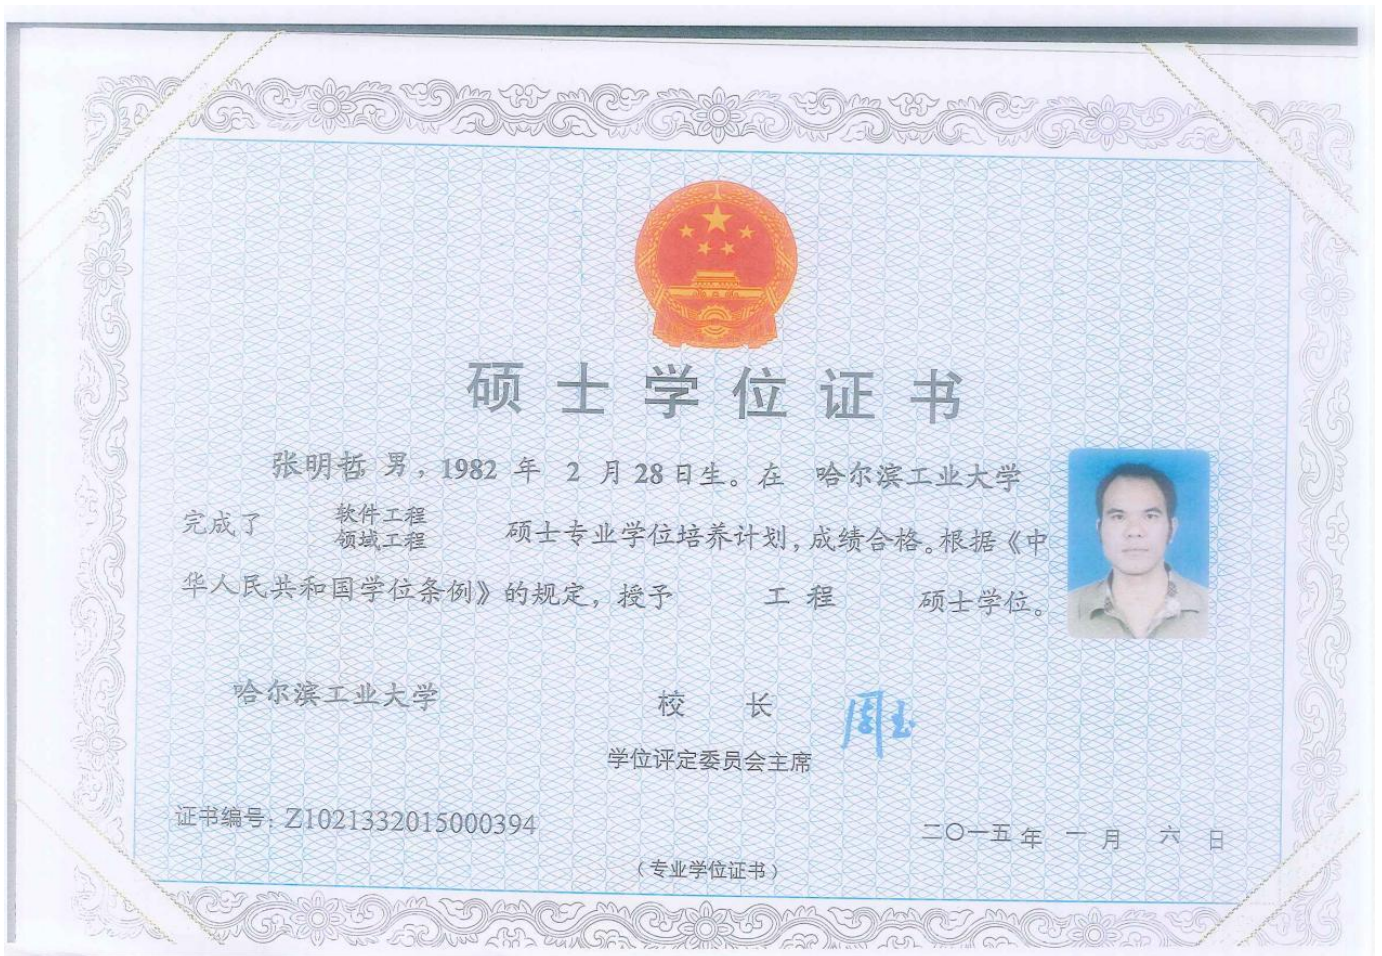 硕士学位证书
张明哲 男，1982 年 2 月 28 日生。在 哈尔滨工业大学
完成了 软件工程领域工程 硕士专业学位培养计划，成绩合格。根据《中
华人民共和国学位条例》的规定，授予 工 程 硕士学位。
哈尔滨工业大学 校 长 周玉
学位评定委员会主席
证书编号：Z1021332015000394
二〇一五 年 一 月 六 日
（专业学位证书）